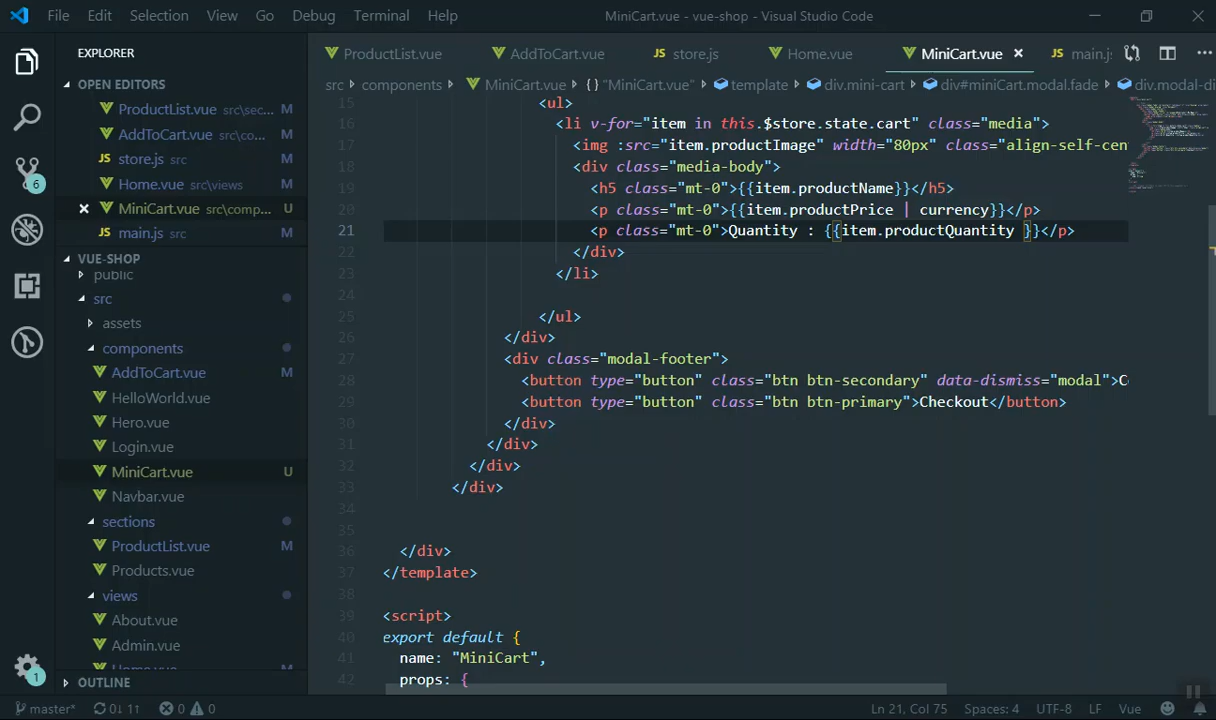 File Edit Selection View Go Debug Terminal Help MiniCart.vue - vue-shop - Visual Studio Code
EXPLORER
OPEN EDITORS
ProductList.vue src\sec... M
AddToCart.vue src\co... M
store.js src M
Home.vue src\views M
MiniCart.vue src\comp... U
main.js src M
VUE-SHOP
public
src
assets
components
AddToCart.vue M
HelloWorld.vue
Hero.vue
Login.vue
MiniCart.vue U
Navbar.vue
sections
ProductList.vue M
Products.vue
views
About.vue
Admin.vue
Home.vue
OUTLINE
6
1
ProductList.vue AddToCart.vue store.js Home.vue MiniCart.vue main.j
src components MiniCart.vue {} "MiniCart.vue" template div.mini-cart div#miniCart.modal.fade div.modal-di
15 <ul>
16 <li v-for="item in this.$store.state.cart" class="media">
17 <img :src="item.productImage" width="80px" class="align-self-cen
18 <div class="media-body">
19 <h5 class="mt-0">{{item.productName}}</h5>
20 <p class="mt-0">{{item.productPrice | currency}}</p>
21 <p class="mt-0">Quantity : {{item.productQuantity }}</p>
22 </div>
23 </li>
24
25 </ul>
26 </div>
27 <div class="modal-footer">
28 <button type="button" class="btn btn-secondary" data-dismiss="modal">C
29 <button type="button" class="btn btn-primary">Checkout</button>
30 </div>
31 </div>
32 </div>
33 </div>
34
35
36 </div>
37 </template>
38
39 <script>
40 export default {
41 name: "MiniCart",
42 props: {
master* 0↓ 1↑ 0 0 Ln 21, Col 75 Spaces: 4 UTF-8 LF Vue